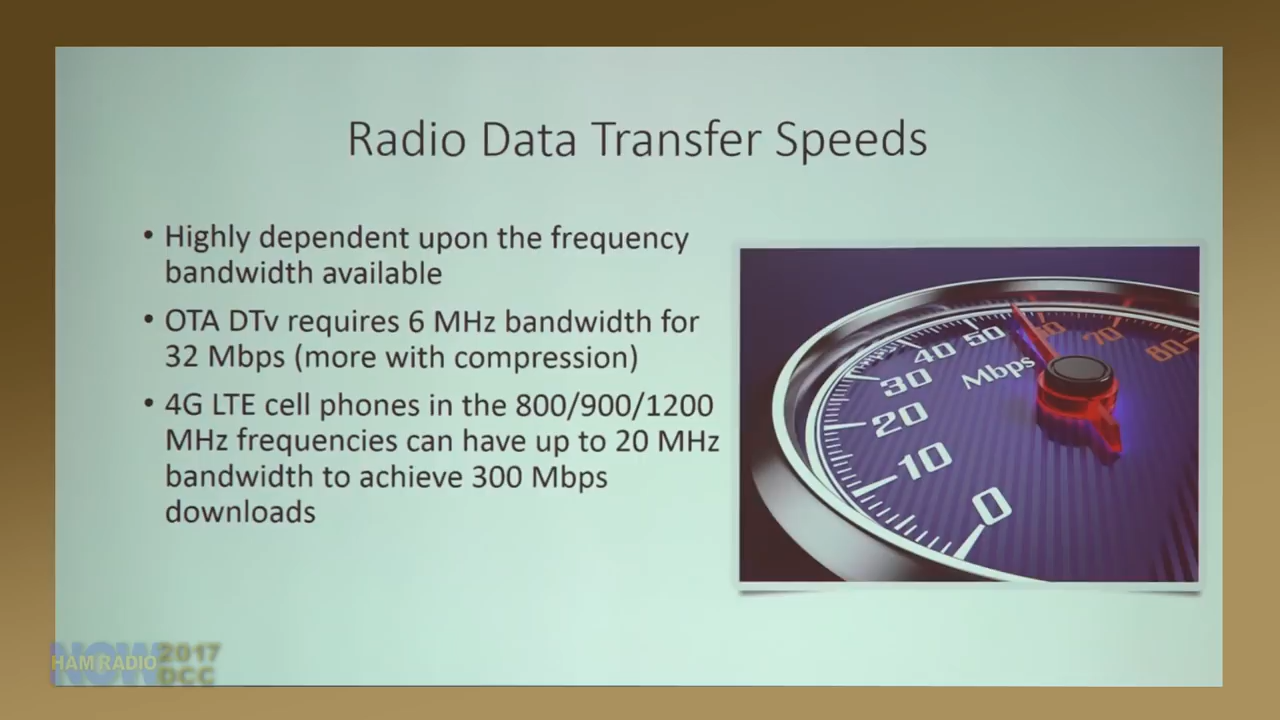 Radio Data Transfer Speeds
• Highly dependent upon the frequency
bandwidth available
• OTA DTv requires 6 MHz bandwidth for
32 Mbps (more with compression)
• 4G LTE cell phones in the 800/900/1200
MHz frequencies can have up to 20 MHz
bandwidth to achieve 300 Mbps
downloads
0
10
20
30
40
50
60
70
80
Mbps
NOW
HAM RADIO
2017
DCC